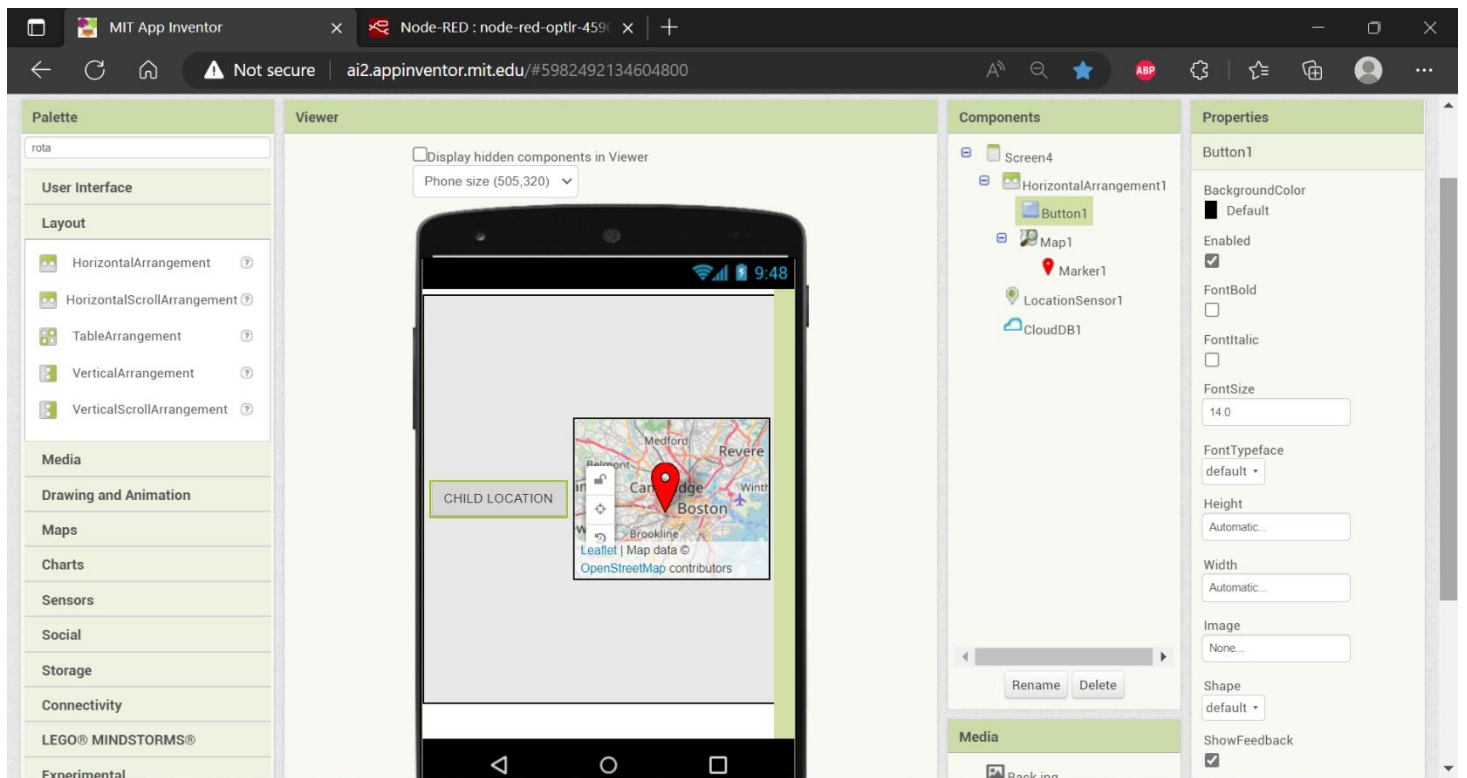 MIT App Inventor
Node-RED : node-red-optlr-459
Not secure
ai2.appinventor.mit.edu/#5982492134604800
ABP
Palette
rota
User Interface
Layout
HorizontalArrangement
HorizontalScrollArrangement
TableArrangement
VerticalArrangement
VerticalScrollArrangement
Media
Drawing and Animation
Maps
Charts
Sensors
Social
Storage
Connectivity
LEGO® MINDSTORMS®
Experimental
Viewer
Display hidden components in Viewer
Phone size (505,320)
9:48
CHILD LOCATION
Medford
Revere
Belmont
Winth
Boston
Brookline
Leaflet | Map data ©
OpenStreetMap contributors
Components
Screen4
HorizontalArrangement1
Button1
Map1
Marker1
LocationSensor1
CloudDB1
Rename Delete
Media
Properties
Button1
BackgroundColor
Default
Enabled
FontBold
FontItalic
FontSize
14.0
FontTypeface
default
Height
Automatic...
Width
Automatic...
Image
None...
Shape
default
ShowFeedback